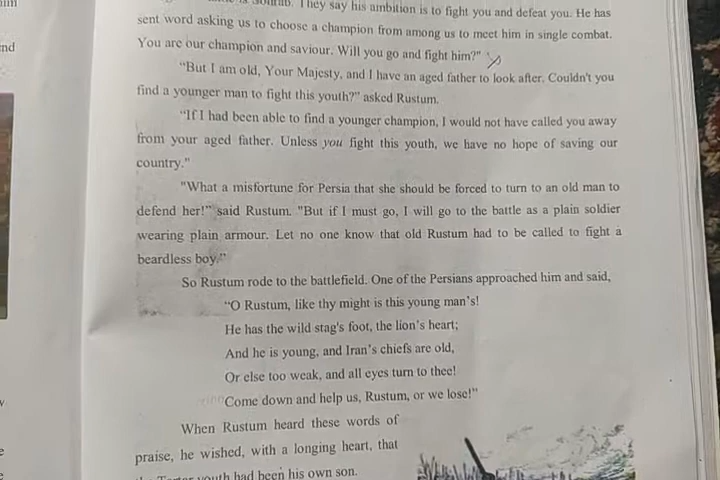 Sohrab. They say his ambition is to fight you and defeat you. He has
sent word asking us to choose a champion from among us to meet him in single combat.
You are our champion and saviour. Will you go and fight him?"
"But I am old, Your Majesty, and I have an aged father to look after. Couldn't you
find a younger man to fight this youth?" asked Rustum.
"If I had been able to find a younger champion, I would not have called you away
from your aged father. Unless you fight this youth, we have no hope of saving our
country."
"What a misfortune for Persia that she should be forced to turn to an old man to
defend her!" said Rustum. "But if I must go, I will go to the battle as a plain soldier
wearing plain armour. Let no one know that old Rustum had to be called to fight a
beardless boy."
So Rustum rode to the battlefield. One of the Persians approached him and said,
"O Rustum, like thy might is this young man's!
He has the wild stag's foot, the lion's heart;
And he is young, and Iran's chiefs are old,
Or else too weak, and all eyes turn to thee!
Come down and help us, Rustum, or we lose!"
When Rustum heard these words of
praise, he wished, with a longing heart, that
youth had been his own son.